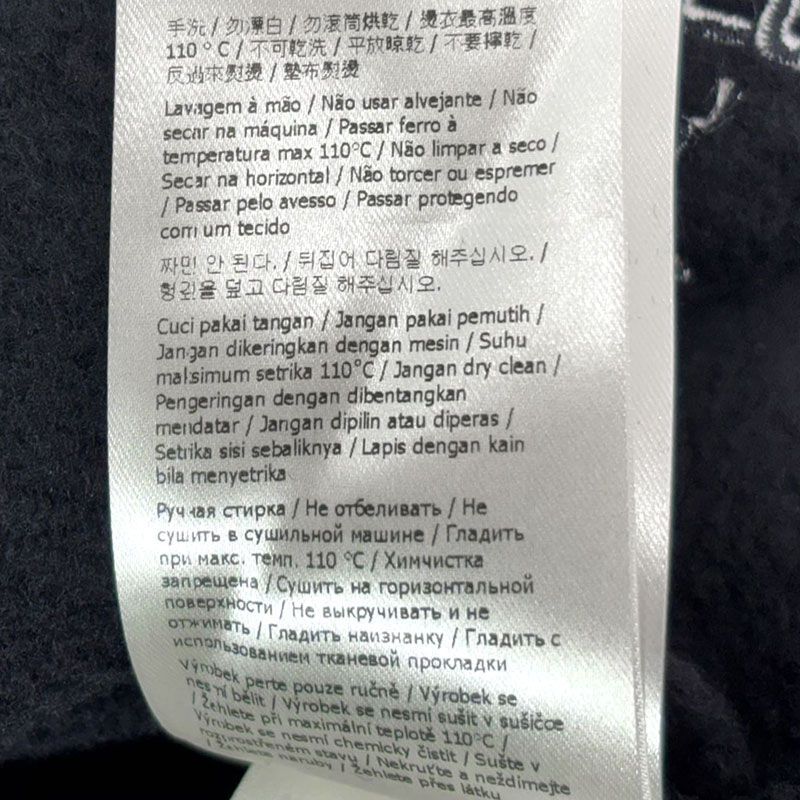 手洗 / 勿漂白 / 勿滾筒烘乾 / 燙衣最高溫度
110 °C / 不可乾洗 / 平放晾乾 / 不要擰乾 /
反過來熨燙 / 墊布熨燙
Lavagem à mão / Não usar alvejante / Não
secar na máquina / Passar ferro à
temperatura max 110°C / Não limpar a seco /
Secar na horizontal / Não torcer ou espremer
/ Passar pelo avesso / Passar protegendo
com um tecido
짜면 안 된다. / 뒤집어 다림질 해주십시오. /
헝겊을 덮고 다림질 해주십시오.
Cuci pakai tangan / Jangan pakai pemutih /
Jangan dikeringkan dengan mesin / Suhu
maksimum setrika 110°C / Jangan dry clean /
Pengeringan dengan dibentangkan
mendatar / Jangan dipilin atau diperas /
Setrika sisi sebaliknya / Lapis dengan kain
bila menyetrika
Ручная стирка / Не отбеливать / Не
сушить в сушильной машине / Гладить
при макс. темп. 110 °C / Химчистка
запрещена / Сушить на горизонтальной
поверхности / Не выкручивать и не
отжимать / Гладить наизнанку / Гладить с
использованием тканевой прокладки
Výrobek perte pouze ručně / Výrobek se
nesmí bělit / Výrobek se nesmí sušit v sušičce
/ Žehlete při maximální teplotě 110°C /
Výrobek se nesmí chemicky čistit / Sušte v
rozprostřeném stavu / Nekruťte a neždímejte
/ Žehlete naruby / Žehlete přes látku